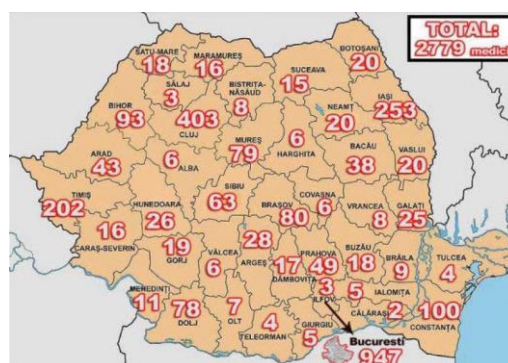 TOTAL:
2779 medici
SATU-MARE
18
MARAMUREȘ
16
SUCEAVA
15
BOTOȘANI
20
SĂLAJ
3
BISTRIȚA-
NĂSĂUD
8
IAȘI
253
BIHOR
93
403
CLUJ
NEAMȚ
20
MUREȘ
79
6
HARGHITA
BACĂU
38
VASLUI
20
ARAD
43
6
ALBA
TIMIȘ
202
HUNEDOARA
26
SIBIU
63
BRAȘOV
80
COVASNA
6
VRANCEA
8
GALAȚI
25
16
CARAȘ-SEVERIN
19
GORJ
VÂLCEA
6
28
ARGEȘ
PRAHOVA
49
17
DÂMBOVIȚA
BUZĂU
18
BRĂILA
9
TULCEA
4
3
ILFOV
5
IALOMIȚA
2
CĂLĂRAȘI
100
CONSTANȚA
11
78
DOLJ
7
OLT
4
TELEORMAN
GIURGIU
5
București
947